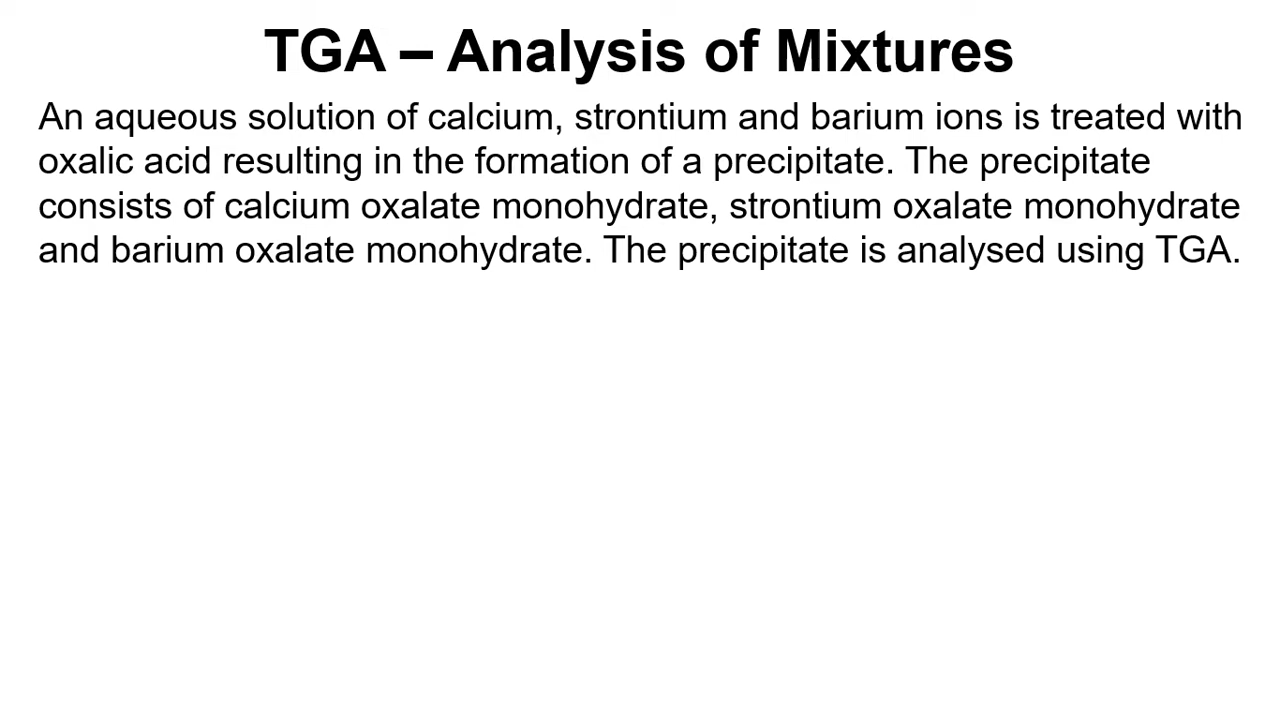 TGA – Analysis of Mixtures
An aqueous solution of calcium, strontium and barium ions is treated with
oxalic acid resulting in the formation of a precipitate. The precipitate
consists of calcium oxalate monohydrate, strontium oxalate monohydrate
and barium oxalate monohydrate. The precipitate is analysed using TGA.